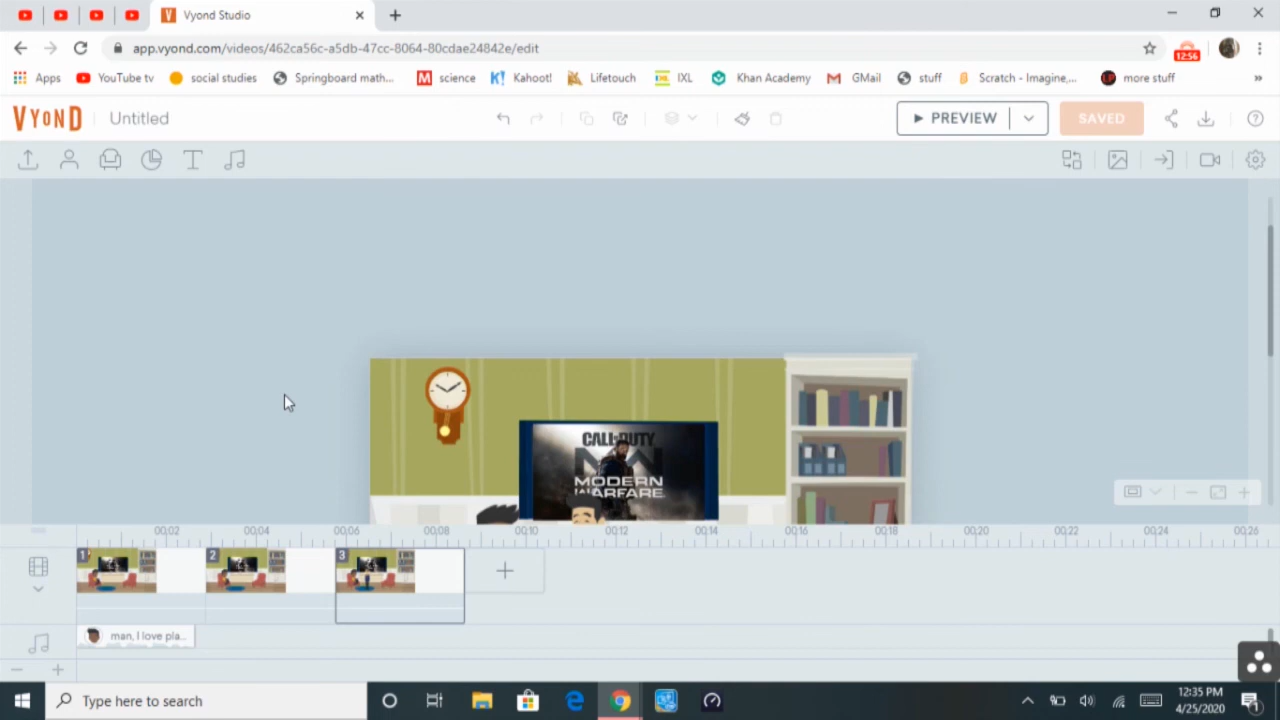 Vyond Studio
app.vyond.com/videos/462ca56c-a5db-47cc-8064-80cdae24842e/edit
12:56
Apps YouTube tv social studies Springboard math... M science K! Kahoot! Lifetouch IXL Khan Academy GMail stuff Scratch - Imagine,... more stuff »
VYOND Untitled PREVIEW SAVED
CALL OF DUTY
MW
MODERN
WARFARE
00:02 00:04 00:06 00:08 00:10 00:12 00:14 00:16 00:18 00:20 00:22 00:24 00:26
1 2 3
man, I love pla...
Type here to search
12:35 PM
4/25/2020
1